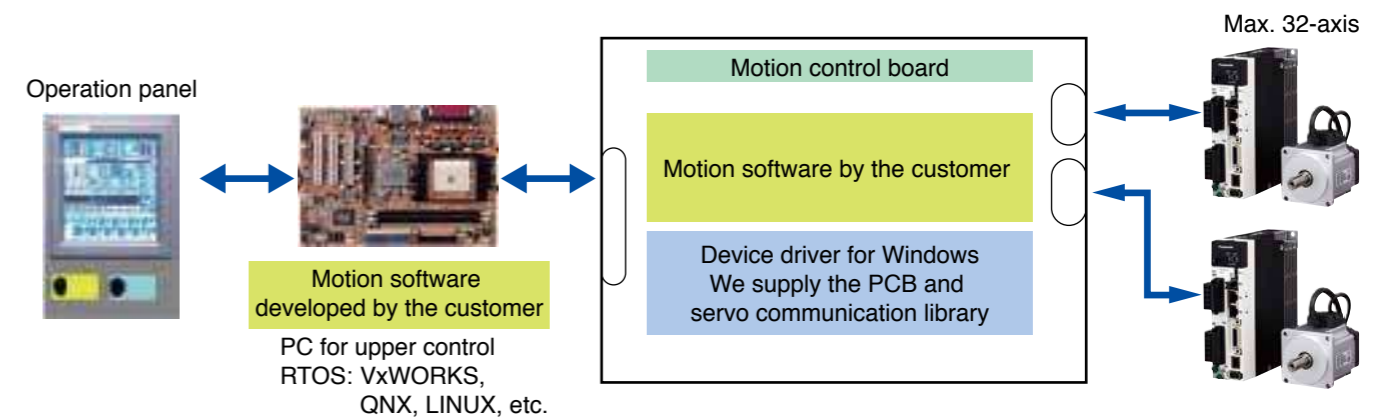 Max. 32-axis
Operation panel
Motion control board
Motion software by the customer
Device driver for Windows
We supply the PCB and
servo communication library
Motion software
developed by the customer
PC for upper control
RTOS: VxWORKS,
QNX, LINUX, etc.